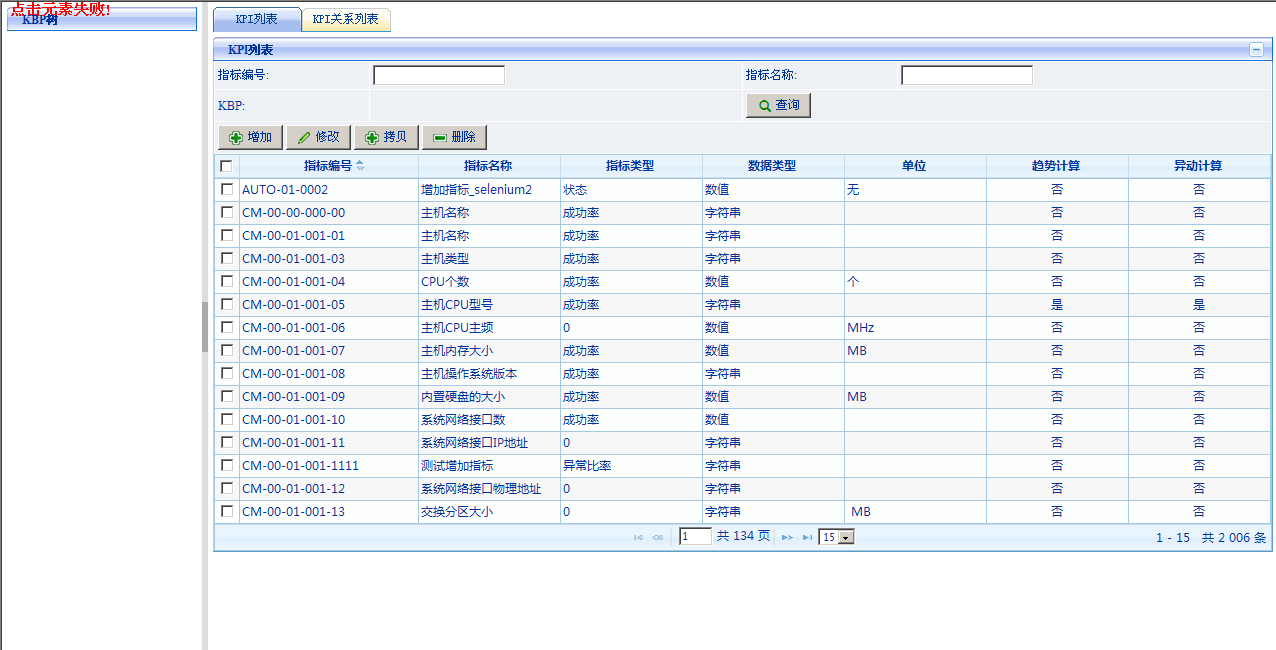 点击元素失败!
KBP树
KPI列表 KPI关系列表
KPI列表
指标编号: 指标名称:
KBP: 查询
增加 修改 拷贝 删除
指标编号 指标名称 指标类型 数据类型 单位 趋势计算 异动计算
AUTO-01-0002 增加指标_selenium2 状态 数值 无 否 否
CM-00-00-000-00 主机名称 成功率 字符串 否 否
CM-00-01-001-01 主机名称 成功率 字符串 否 否
CM-00-01-001-03 主机类型 成功率 字符串 否 否
CM-00-01-001-04 CPU个数 成功率 数值 个 否 否
CM-00-01-001-05 主机CPU型号 成功率 字符串 是 是
CM-00-01-001-06 主机CPU主频 0 数值 MHz 否 否
CM-00-01-001-07 主机内存大小 成功率 数值 MB 否 否
CM-00-01-001-08 主机操作系统版本 成功率 字符串 否 否
CM-00-01-001-09 内置硬盘的大小 成功率 数值 MB 否 否
CM-00-01-001-10 系统网络接口数 成功率 数值 否 否
CM-00-01-001-11 系统网络接口IP地址 0 字符串 否 否
CM-00-01-001-1111 测试增加指标 异常比率 字符串 否 否
CM-00-01-001-12 系统网络接口物理地址 0 字符串 否 否
CM-00-01-001-13 交换分区大小 0 字符串 MB 否 否
1 共 134 页 15 1 - 15 共 2 006 条